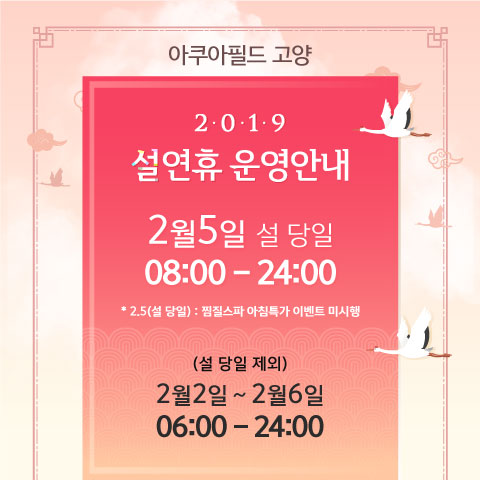 아쿠아필드 고양
2·0·1·9
설연휴 운영안내
2월5일 설 당일
08:00 – 24:00
* 2.5(설 당일) : 찜질스파 아침특가 이벤트 미시행
(설 당일 제외)
2월2일 ~ 2월6일
06:00 – 24:00